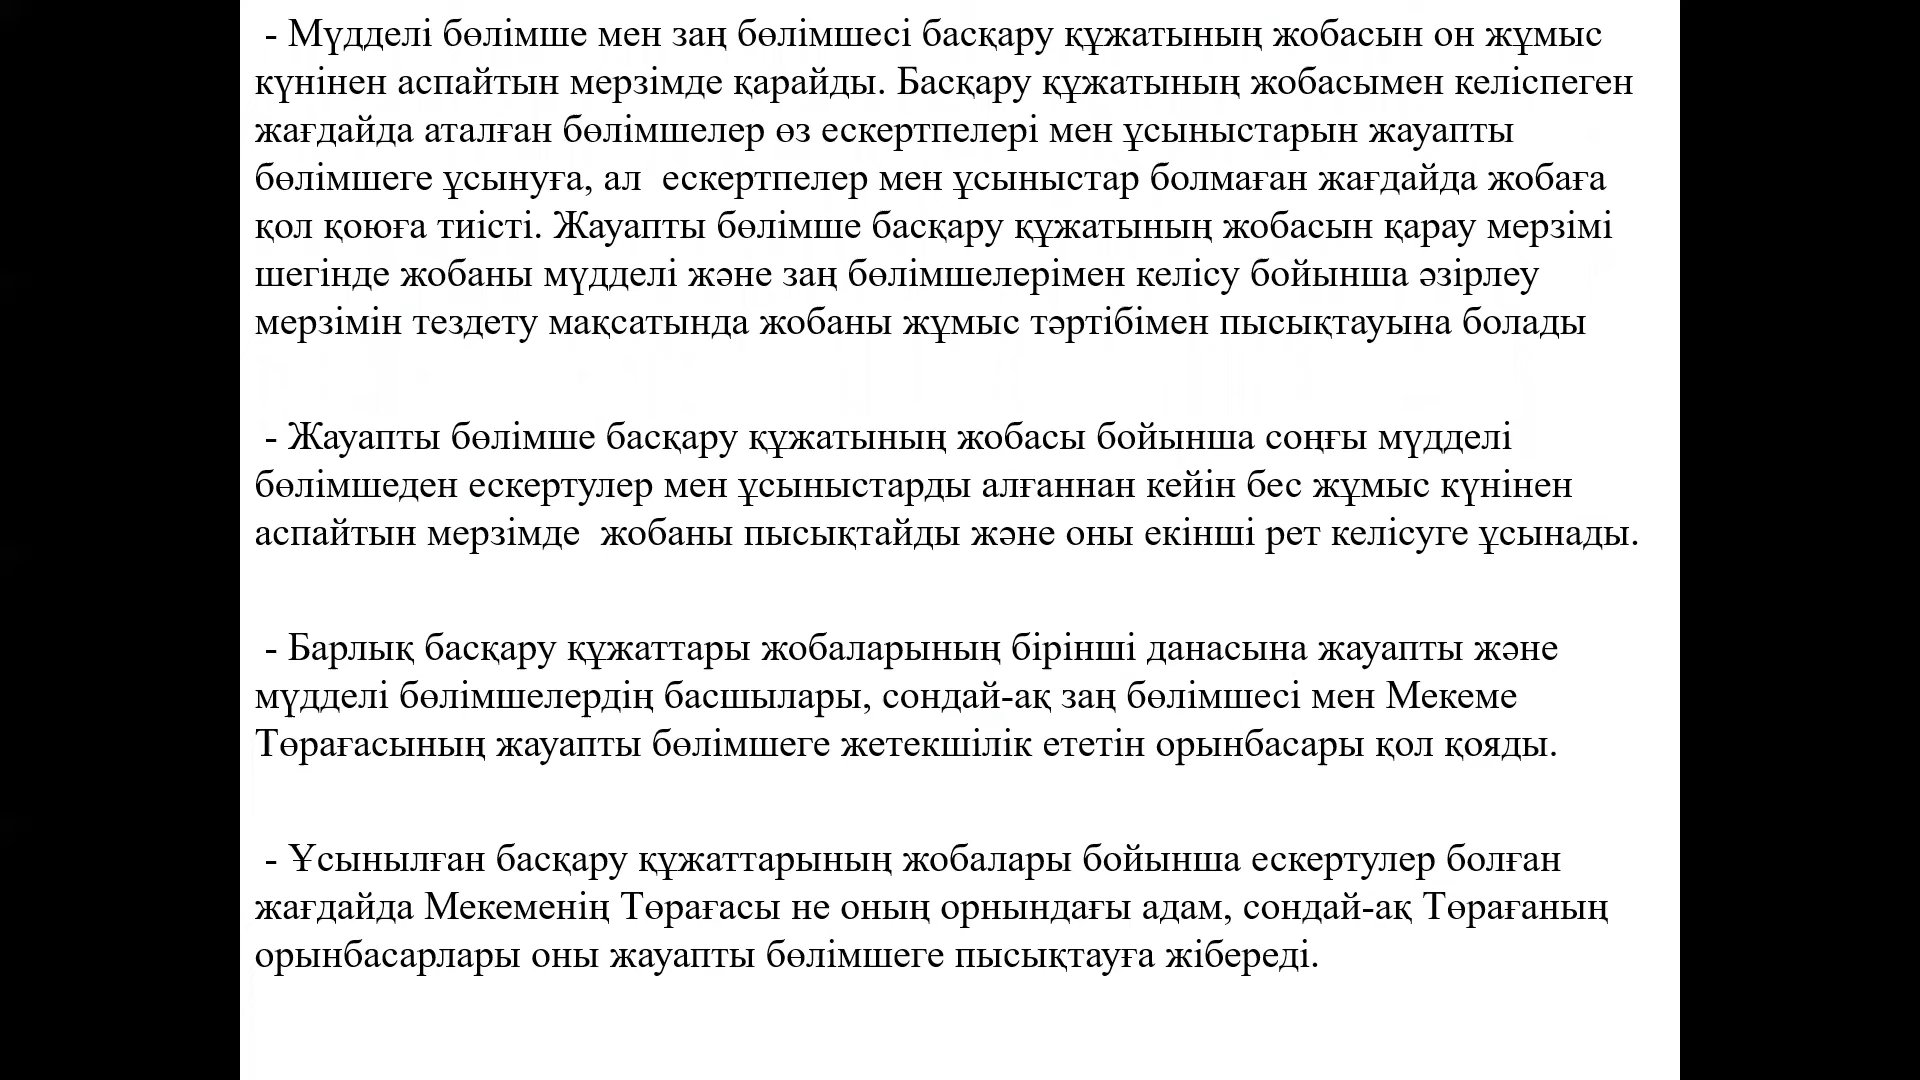 - Мүдделі бөлімше мен заң бөлімшесі басқару құжатының жобасын он жұмыс
күнінен аспайтын мерзімде қарайды. Басқару құжатының жобасымен келіспеген
жағдайда аталған бөлімшелер өз ескертпелері мен ұсыныстарын жауапты
бөлімшеге ұсынуға, ал  ескертпелер мен ұсыныстар болмаған жағдайда жобаға
қол қоюға тиісті. Жауапты бөлімше басқару құжатының жобасын қарау мерзімі
шегінде жобаны мүдделі және заң бөлімшелерімен келісу бойынша әзірлеу
мерзімін тездету мақсатында жобаны жұмыс тәртібімен пысықтауына болады
- Жауапты бөлімше басқару құжатының жобасы бойынша соңғы мүдделі
бөлімшеден ескертулер мен ұсыныстарды алғаннан кейін бес жұмыс күнінен
аспайтын мерзімде  жобаны пысықтайды және оны екінші рет келісуге ұсынады.
- Барлық басқару құжаттары жобаларының бірінші данасына жауапты және
мүдделі бөлімшелердің басшылары, сондай-ақ заң бөлімшесі мен Мекеме
Төрағасының жауапты бөлімшеге жетекшілік ететін орынбасары қол қояды.
- Ұсынылған басқару құжаттарының жобалары бойынша ескертулер болған
жағдайда Мекеменің Төрағасы не оның орнындағы адам, сондай-ақ Төрағаның
орынбасарлары оны жауапты бөлімшеге пысықтауға жібереді.